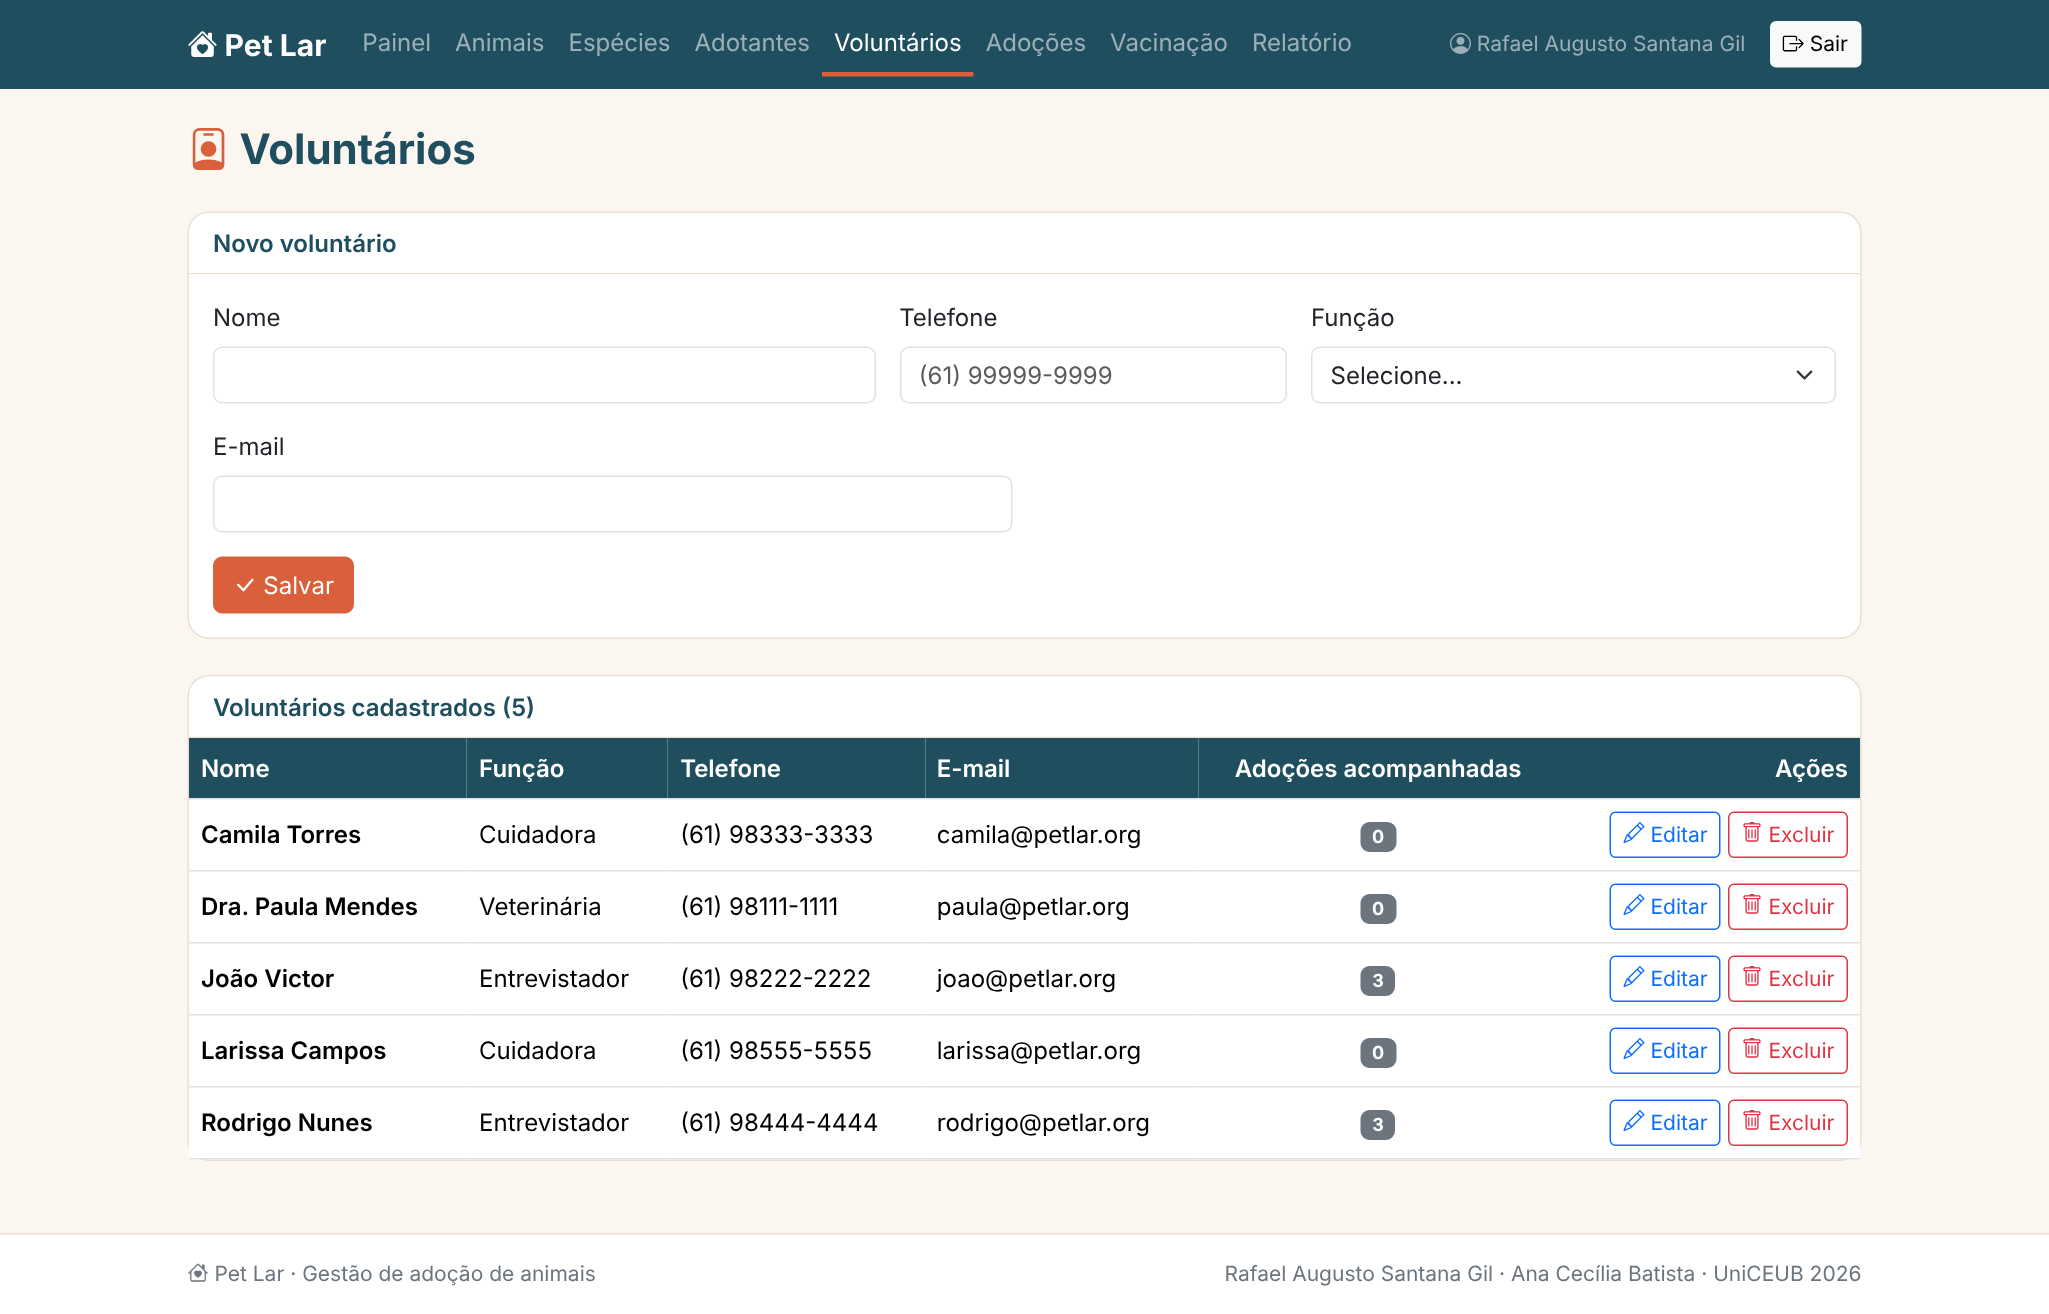 Pet Lar Painel Animais Espécies Adotantes Voluntários Adoções Vacinação Relatório Rafael Augusto Santana Gil Sair
Voluntários
Novo voluntário
Nome Telefone Função
(61) 99999-9999 Selecione...
E-mail
Salvar
Voluntários cadastrados (5)
Nome Função Telefone E-mail Adoções acompanhadas Ações
Camila Torres Cuidadora (61) 98333-3333 camila@petlar.org 0 Editar Excluir
Dra. Paula Mendes Veterinária (61) 98111-1111 paula@petlar.org 0 Editar Excluir
João Victor Entrevistador (61) 98222-2222 joao@petlar.org 3 Editar Excluir
Larissa Campos Cuidadora (61) 98555-5555 larissa@petlar.org 0 Editar Excluir
Rodrigo Nunes Entrevistador (61) 98444-4444 rodrigo@petlar.org 3 Editar Excluir
Pet Lar · Gestão de adoção de animais Rafael Augusto Santana Gil · Ana Cecília Batista · UniCEUB 2026